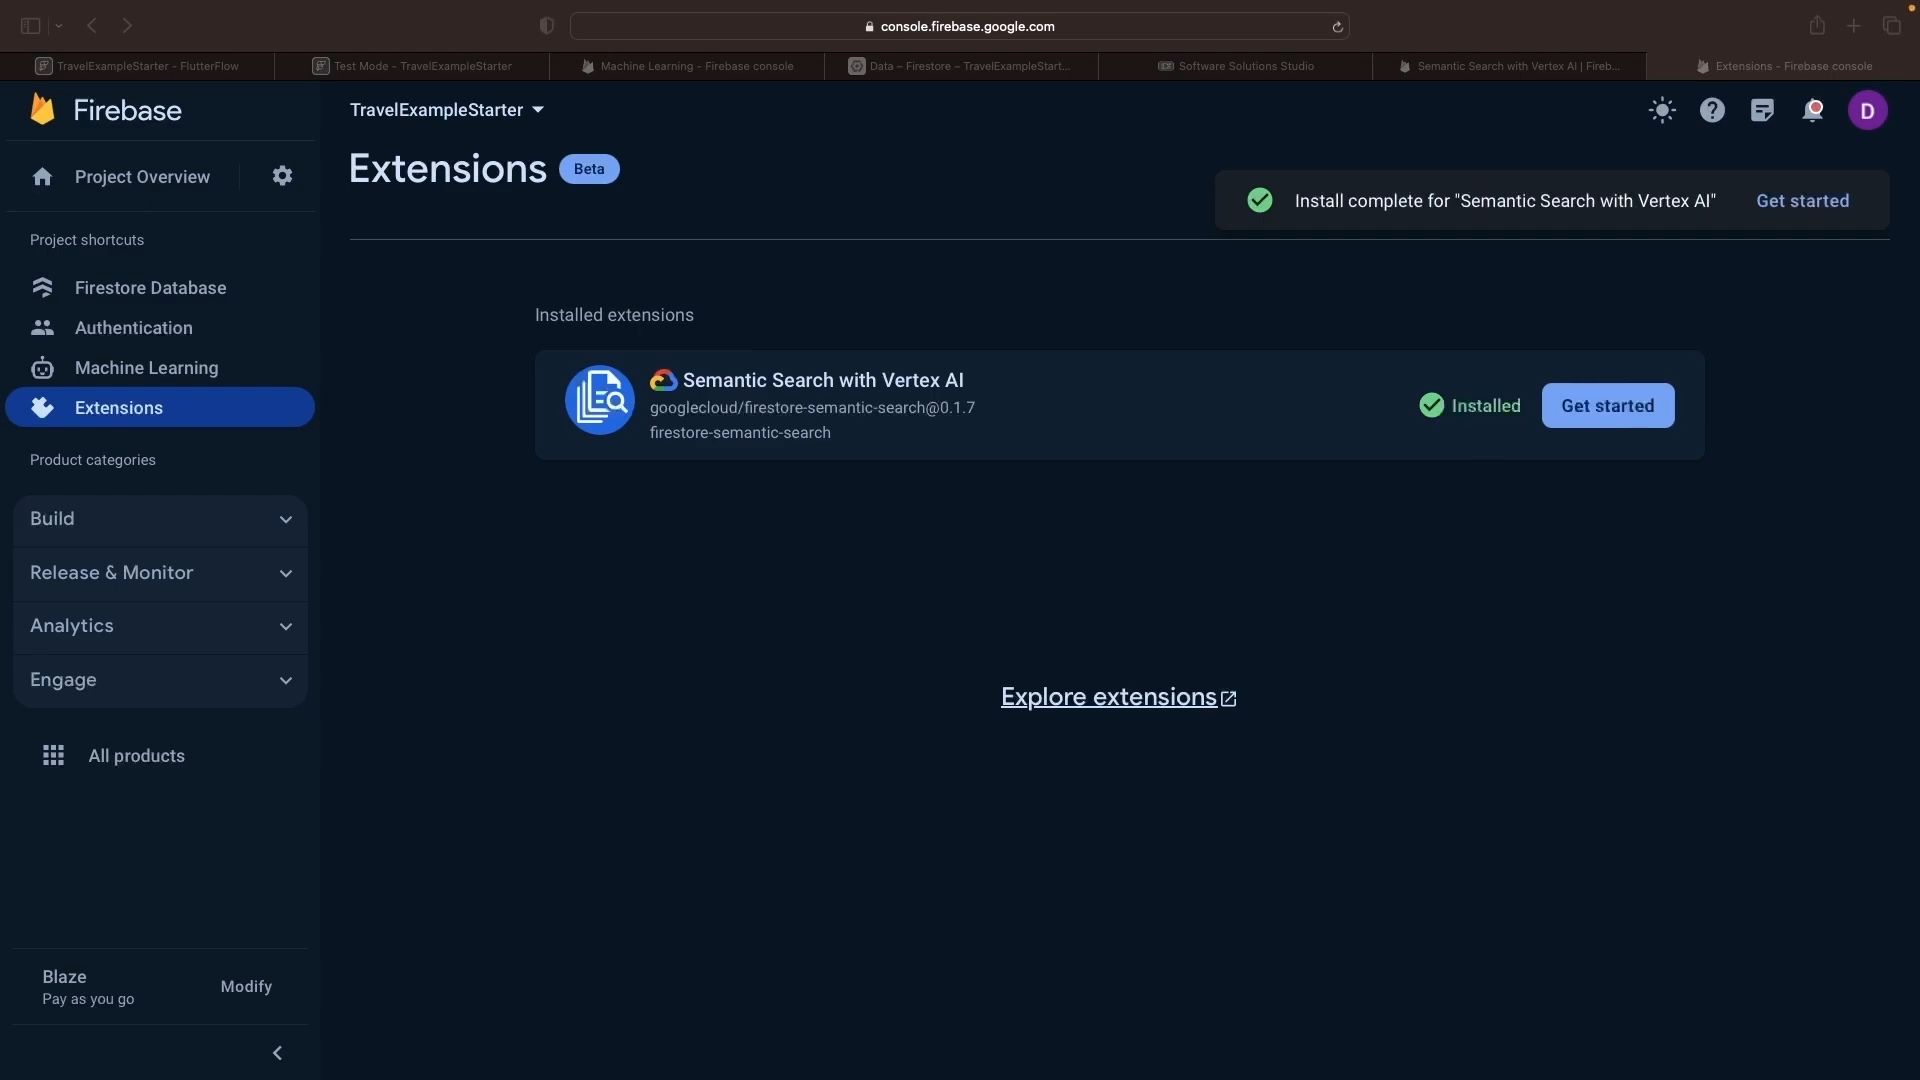 console.firebase.google.com
TravelExampleStarter - FlutterFlow
Test Mode - TravelExampleStarter
Machine Learning - Firebase console
Data – Firestore – TravelExampleStart...
Software Solutions Studio
Semantic Search with Vertex AI | Fireb...
Extensions - Firebase console
Firebase
TravelExampleStarter
D
Project Overview
Extensions
Beta
Install complete for "Semantic Search with Vertex AI"
Get started
Project shortcuts
Firestore Database
Authentication
Machine Learning
Extensions
Installed extensions
Semantic Search with Vertex AI
googlecloud/firestore-semantic-search@0.1.7
firestore-semantic-search
Installed
Get started
Product categories
Build
Release & Monitor
Analytics
Engage
All products
Explore extensions
Blaze
Pay as you go
Modify